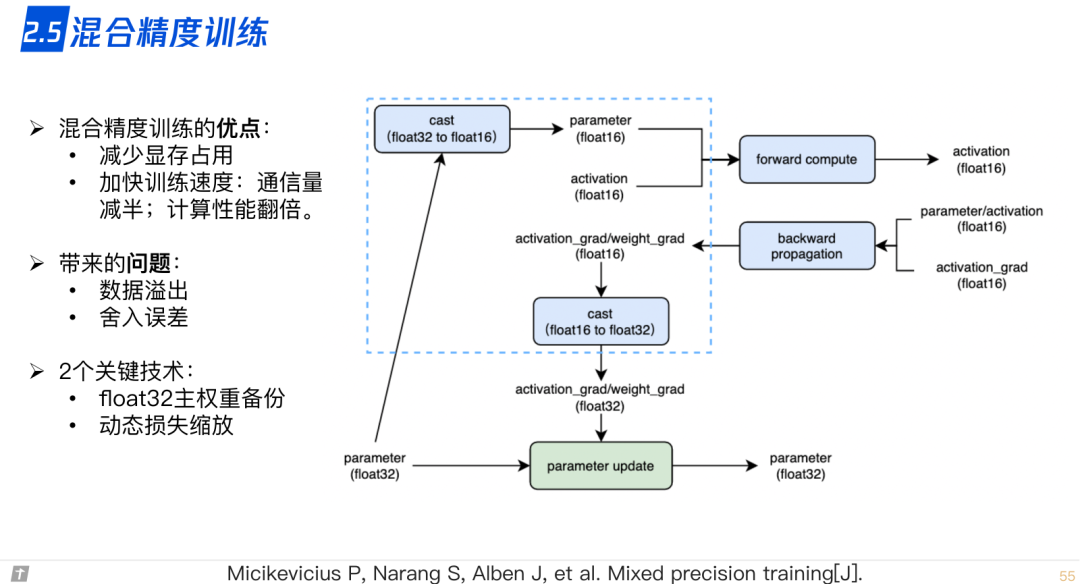 2.5 混合精度训练
➢ 混合精度训练的优点：
• 减少显存占用
• 加快训练速度：通信量
减半；计算性能翻倍。
➢ 带来的问题：
• 数据溢出
• 舍入误差
➢ 2个关键技术：
• float32主权重备份
• 动态损失缩放
cast
(float32 to float16)
parameter
(float16)
activation
(float16)
forward compute
activation
(float16)
parameter/activation
(float16)
activation_grad
(float16)
backward
propagation
activation_grad/weight_grad
(float16)
cast
(float16 to float32)
activation_grad/weight_grad
(float32)
parameter
(float32)
parameter update
parameter
(float32)
Micikevicius P, Narang S, Alben J, et al. Mixed precision training[J].
55